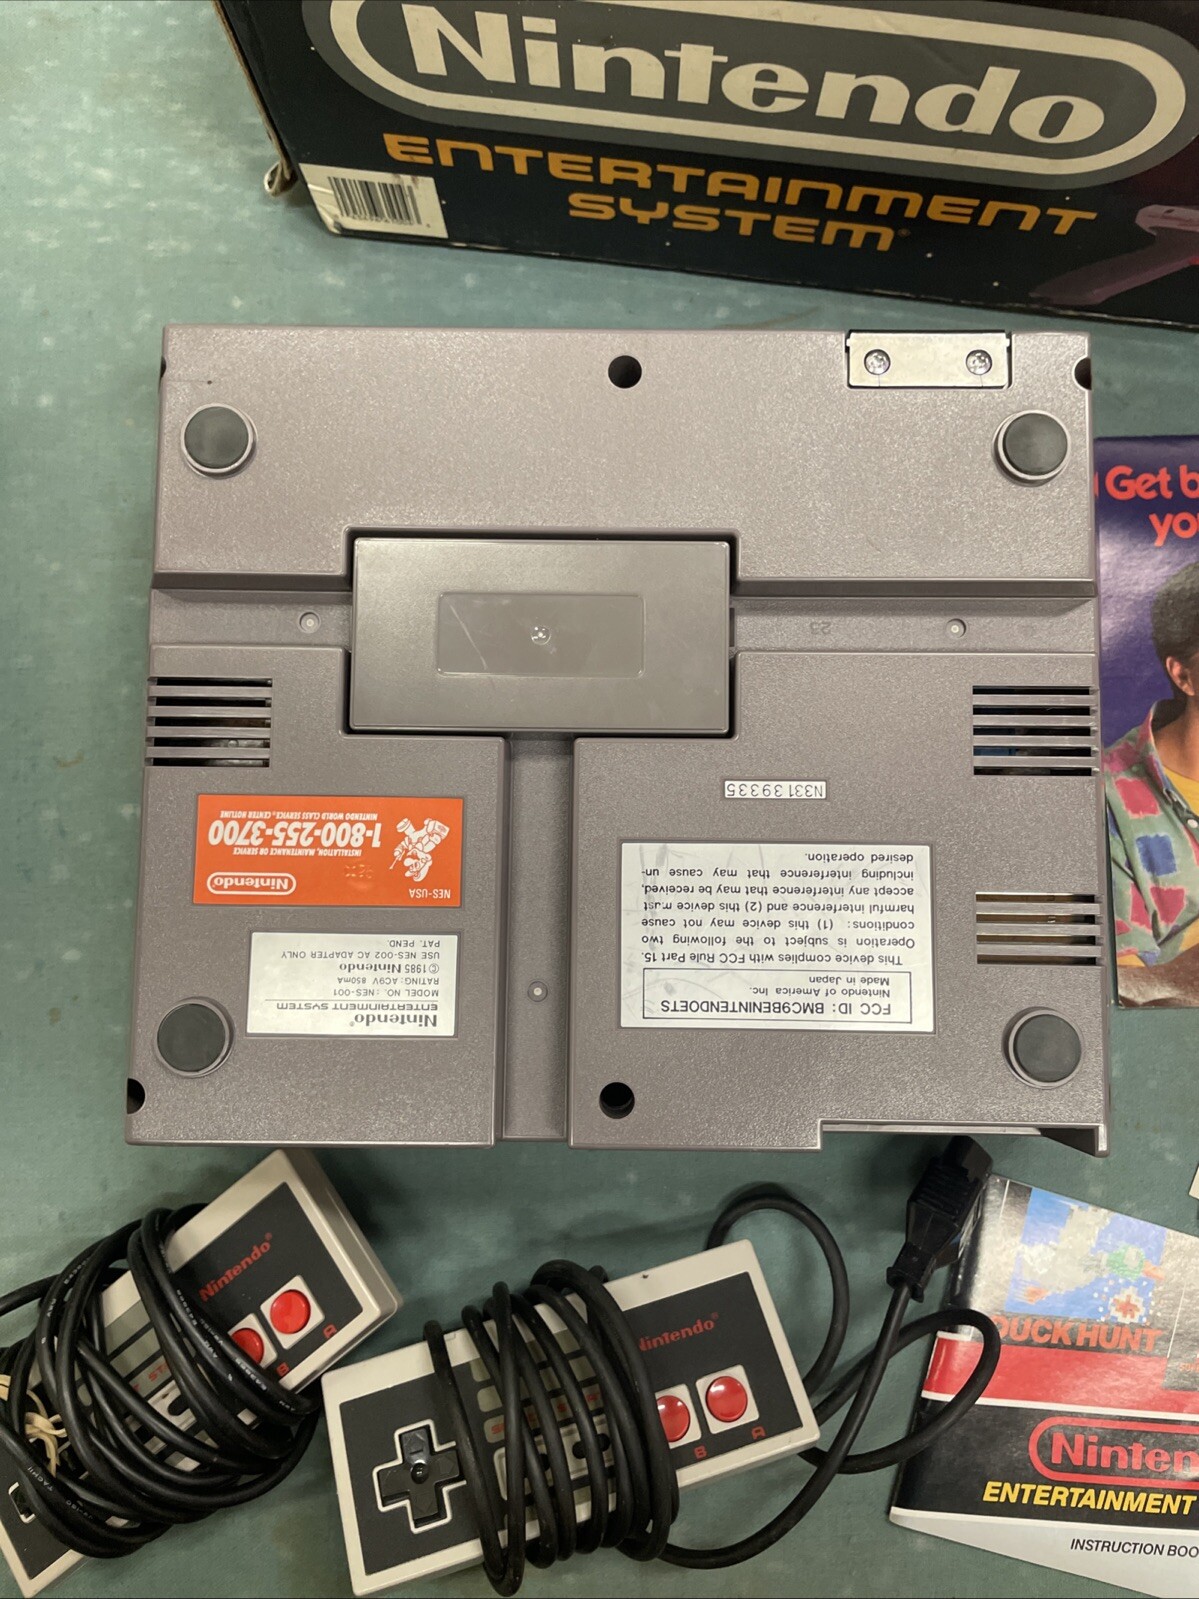 Nintendo
ENTERTAINMENT
SYSTEM®
Get b
yo
23
N33139335
FCC ID: BMC9BENINTENDOETS
Nintendo of America Inc.
Made in Japan
This device complies with FCC Rule Part 15.
Operation is subject to the following two
conditions: (1) this device may not cause
harmful interference and (2) this device must
accept any interference that may be received,
including interference that may cause un-
desired operation.
NES-USA
Nintendo
INSTALLATION, MAINTENANCE OR SERVICE
1-800-255-3700
NINTENDO WORLD CLASS SERVICE® CENTER HOTLINE
Nintendo®
ENTERTAINMENT SYSTEM
MODEL NO.: NES-001
RATING: AC9V 850mA
©1985 Nintendo
USE NES-002 AC ADAPTER ONLY
PAT. PEND.
Nintendo®
B
A
Nintendo®
B
A
DUCK HUNT
Ninten
ENTERTAINMENT
INSTRUCTION BOO